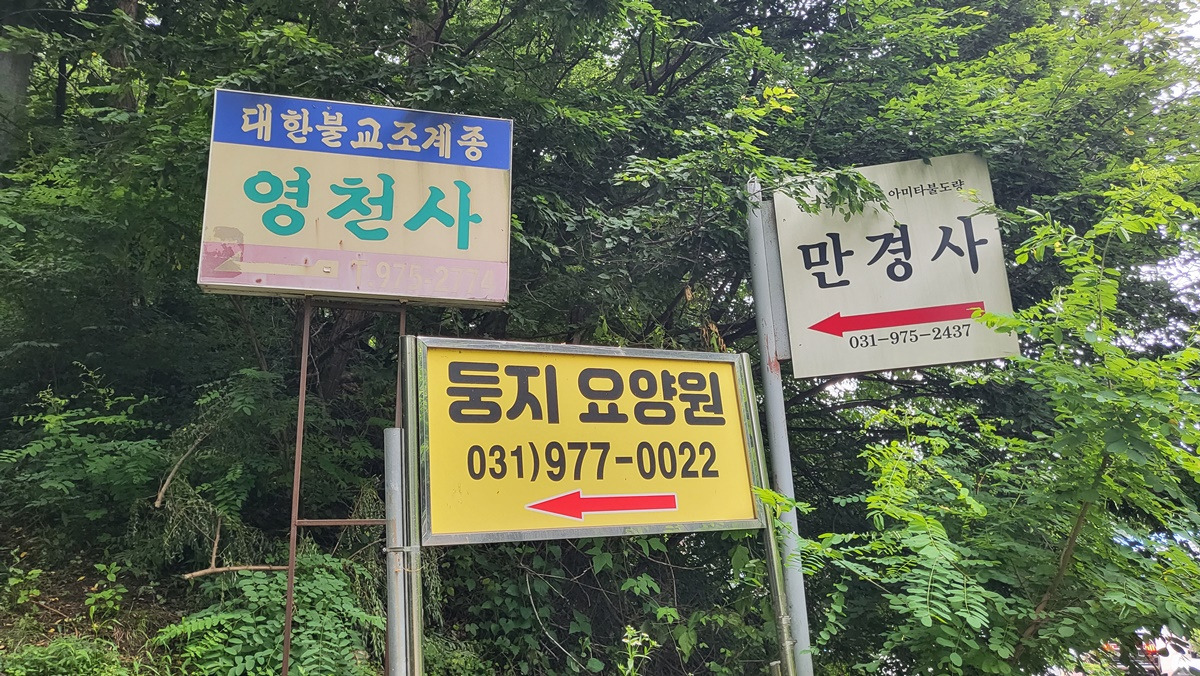 대한불교조계종
영천사
T 975-2774
아미타불도량
만경사
031-975-2437
둥지 요양원
031)977-0022